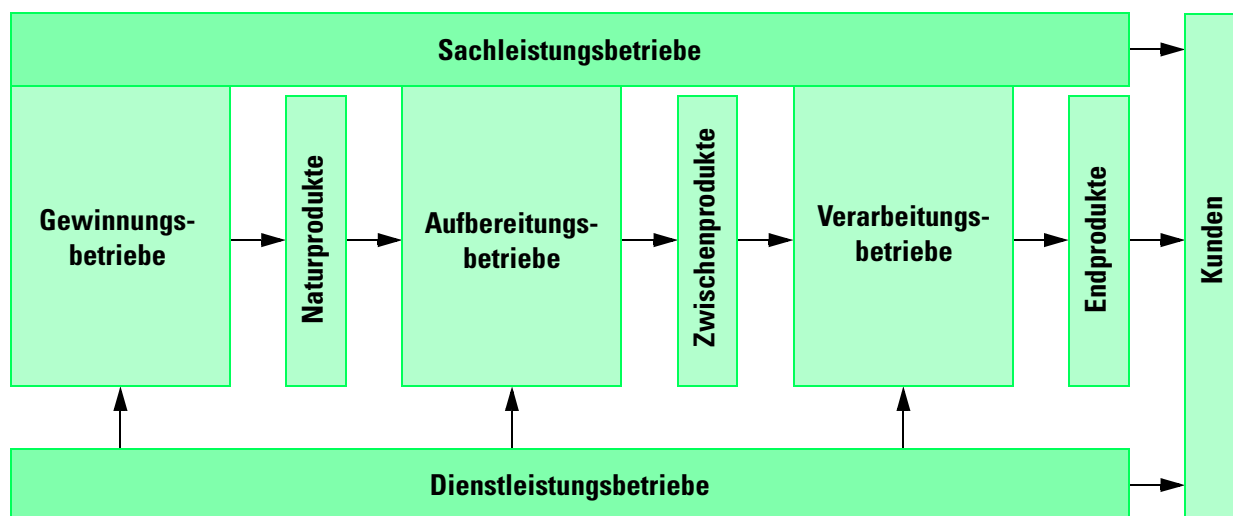 Sachleistungsbetriebe
Gewinnungs-
betriebe
Naturprodukte
Aufbereitungs-
betriebe
Zwischenprodukte
Verarbeitungs-
betriebe
Endprodukte
Kunden
Dienstleistungsbetriebe